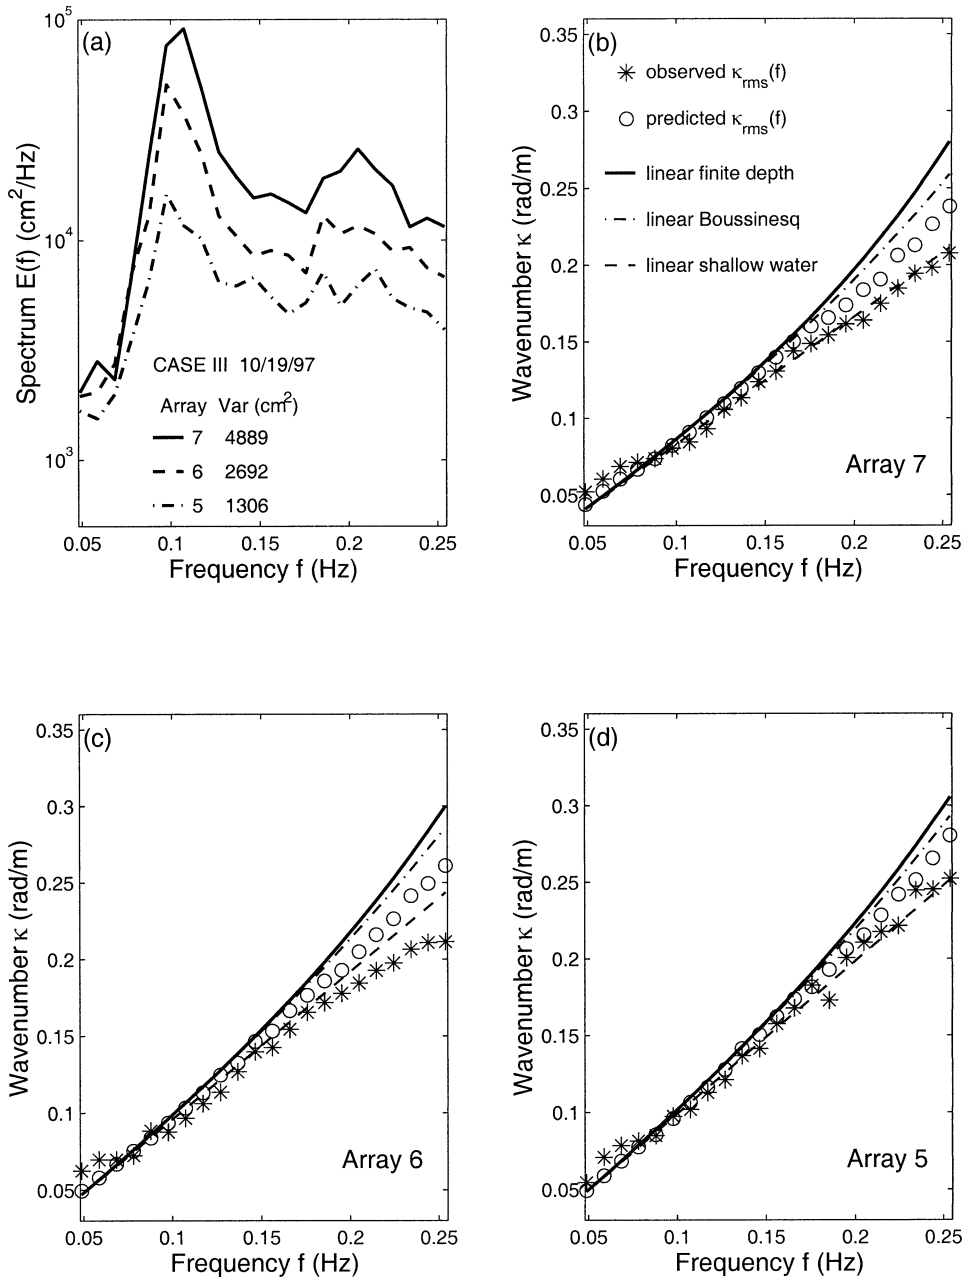 (a)
10^5
10^4
10^3
Spectrum E(f) (cm^2/Hz)
CASE III 10/19/97
Array Var (cm^2)
7 4889
6 2692
5 1306
0.05 0.1 0.15 0.2 0.25
Frequency f (Hz)
(b)
0.35
0.3
0.25
0.2
0.15
0.1
0.05
Wavenumber κ (rad/m)
observed κrms(f)
predicted κrms(f)
linear finite depth
linear Boussinesq
linear shallow water
Array 7
0.05 0.1 0.15 0.2 0.25
Frequency f (Hz)
(c)
0.35
0.3
0.25
0.2
0.15
0.1
0.05
Wavenumber κ (rad/m)
Array 6
0.05 0.1 0.15 0.2 0.25
Frequency f (Hz)
(d)
0.35
0.3
0.25
0.2
0.15
0.1
0.05
Wavenumber κ (rad/m)
Array 5
0.05 0.1 0.15 0.2 0.25
Frequency f (Hz)